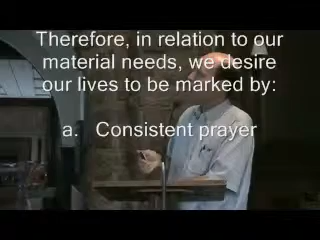 Therefore, in relation to our
material needs, we desire
our lives to be marked by:
a. Consistent prayer